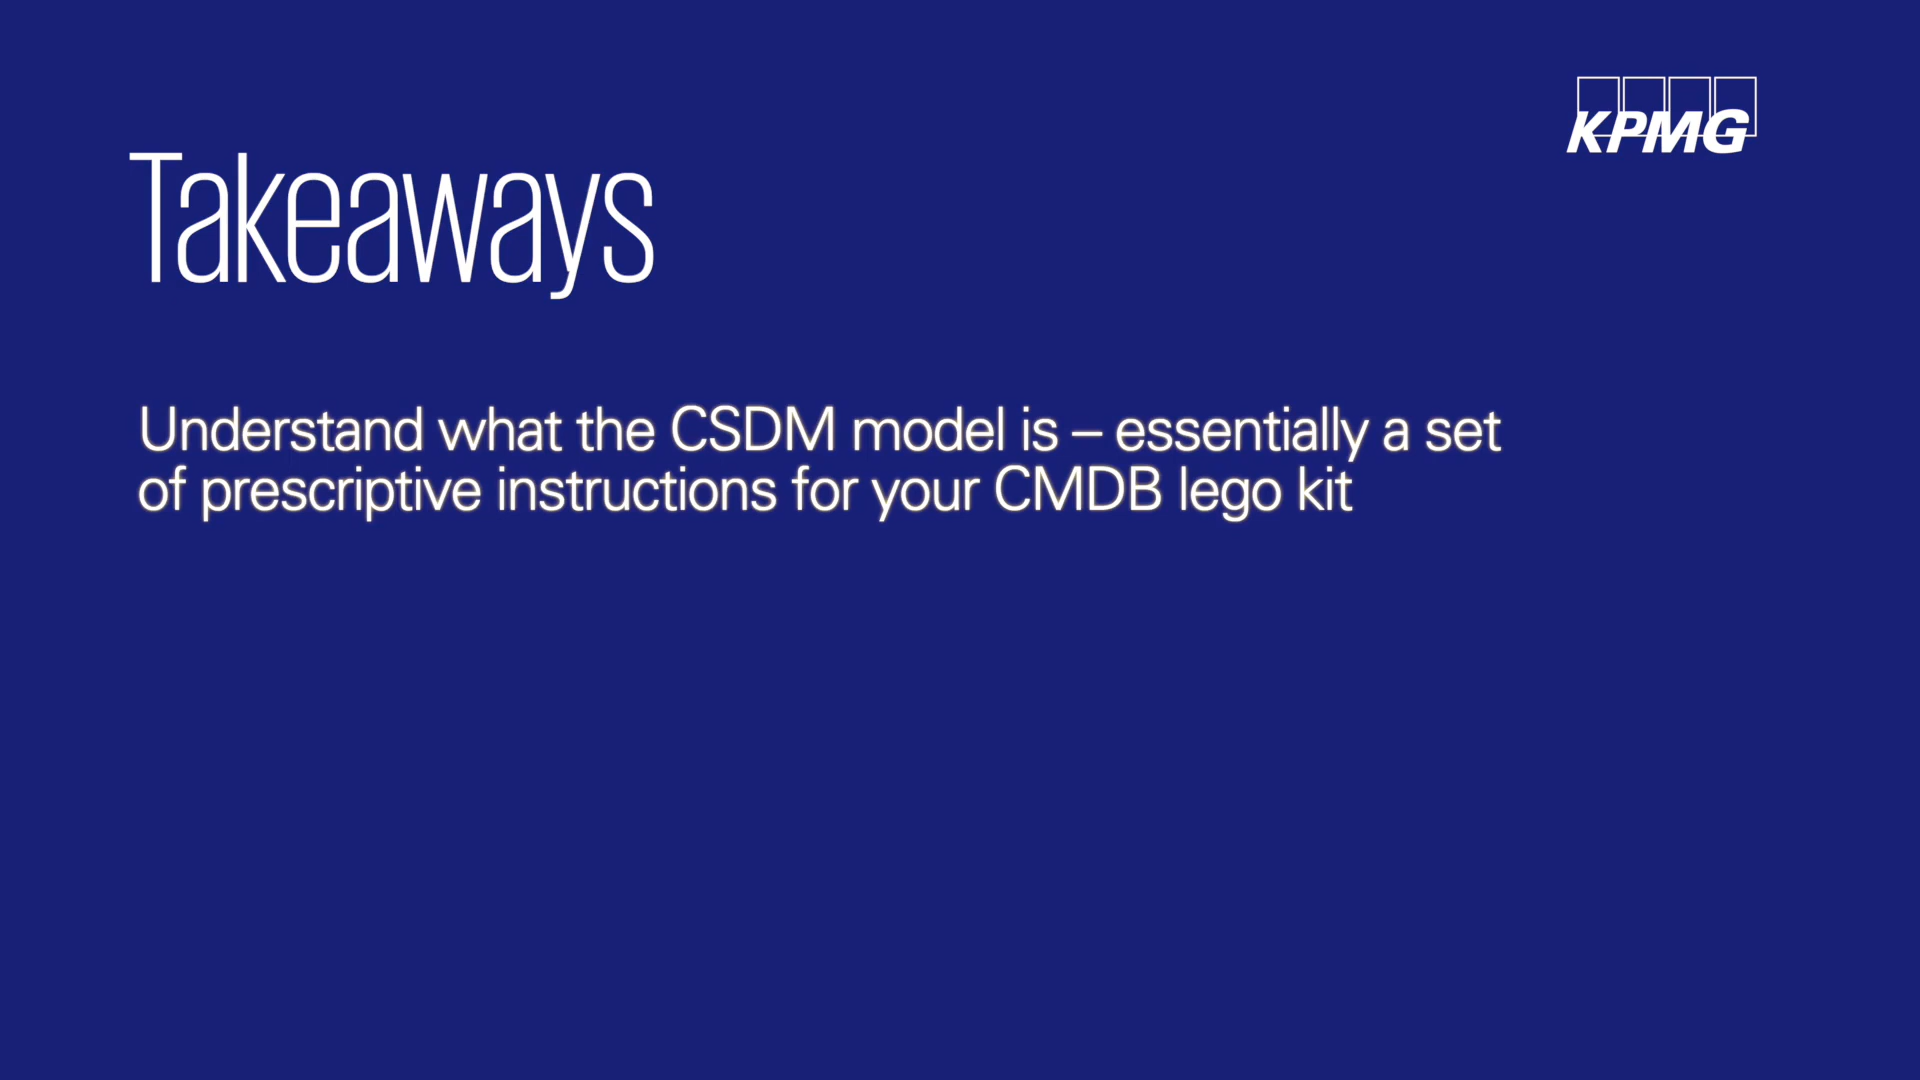 KPMG
Takeaways
Understand what the CSDM model is – essentially a set
of prescriptive instructions for your CMDB lego kit